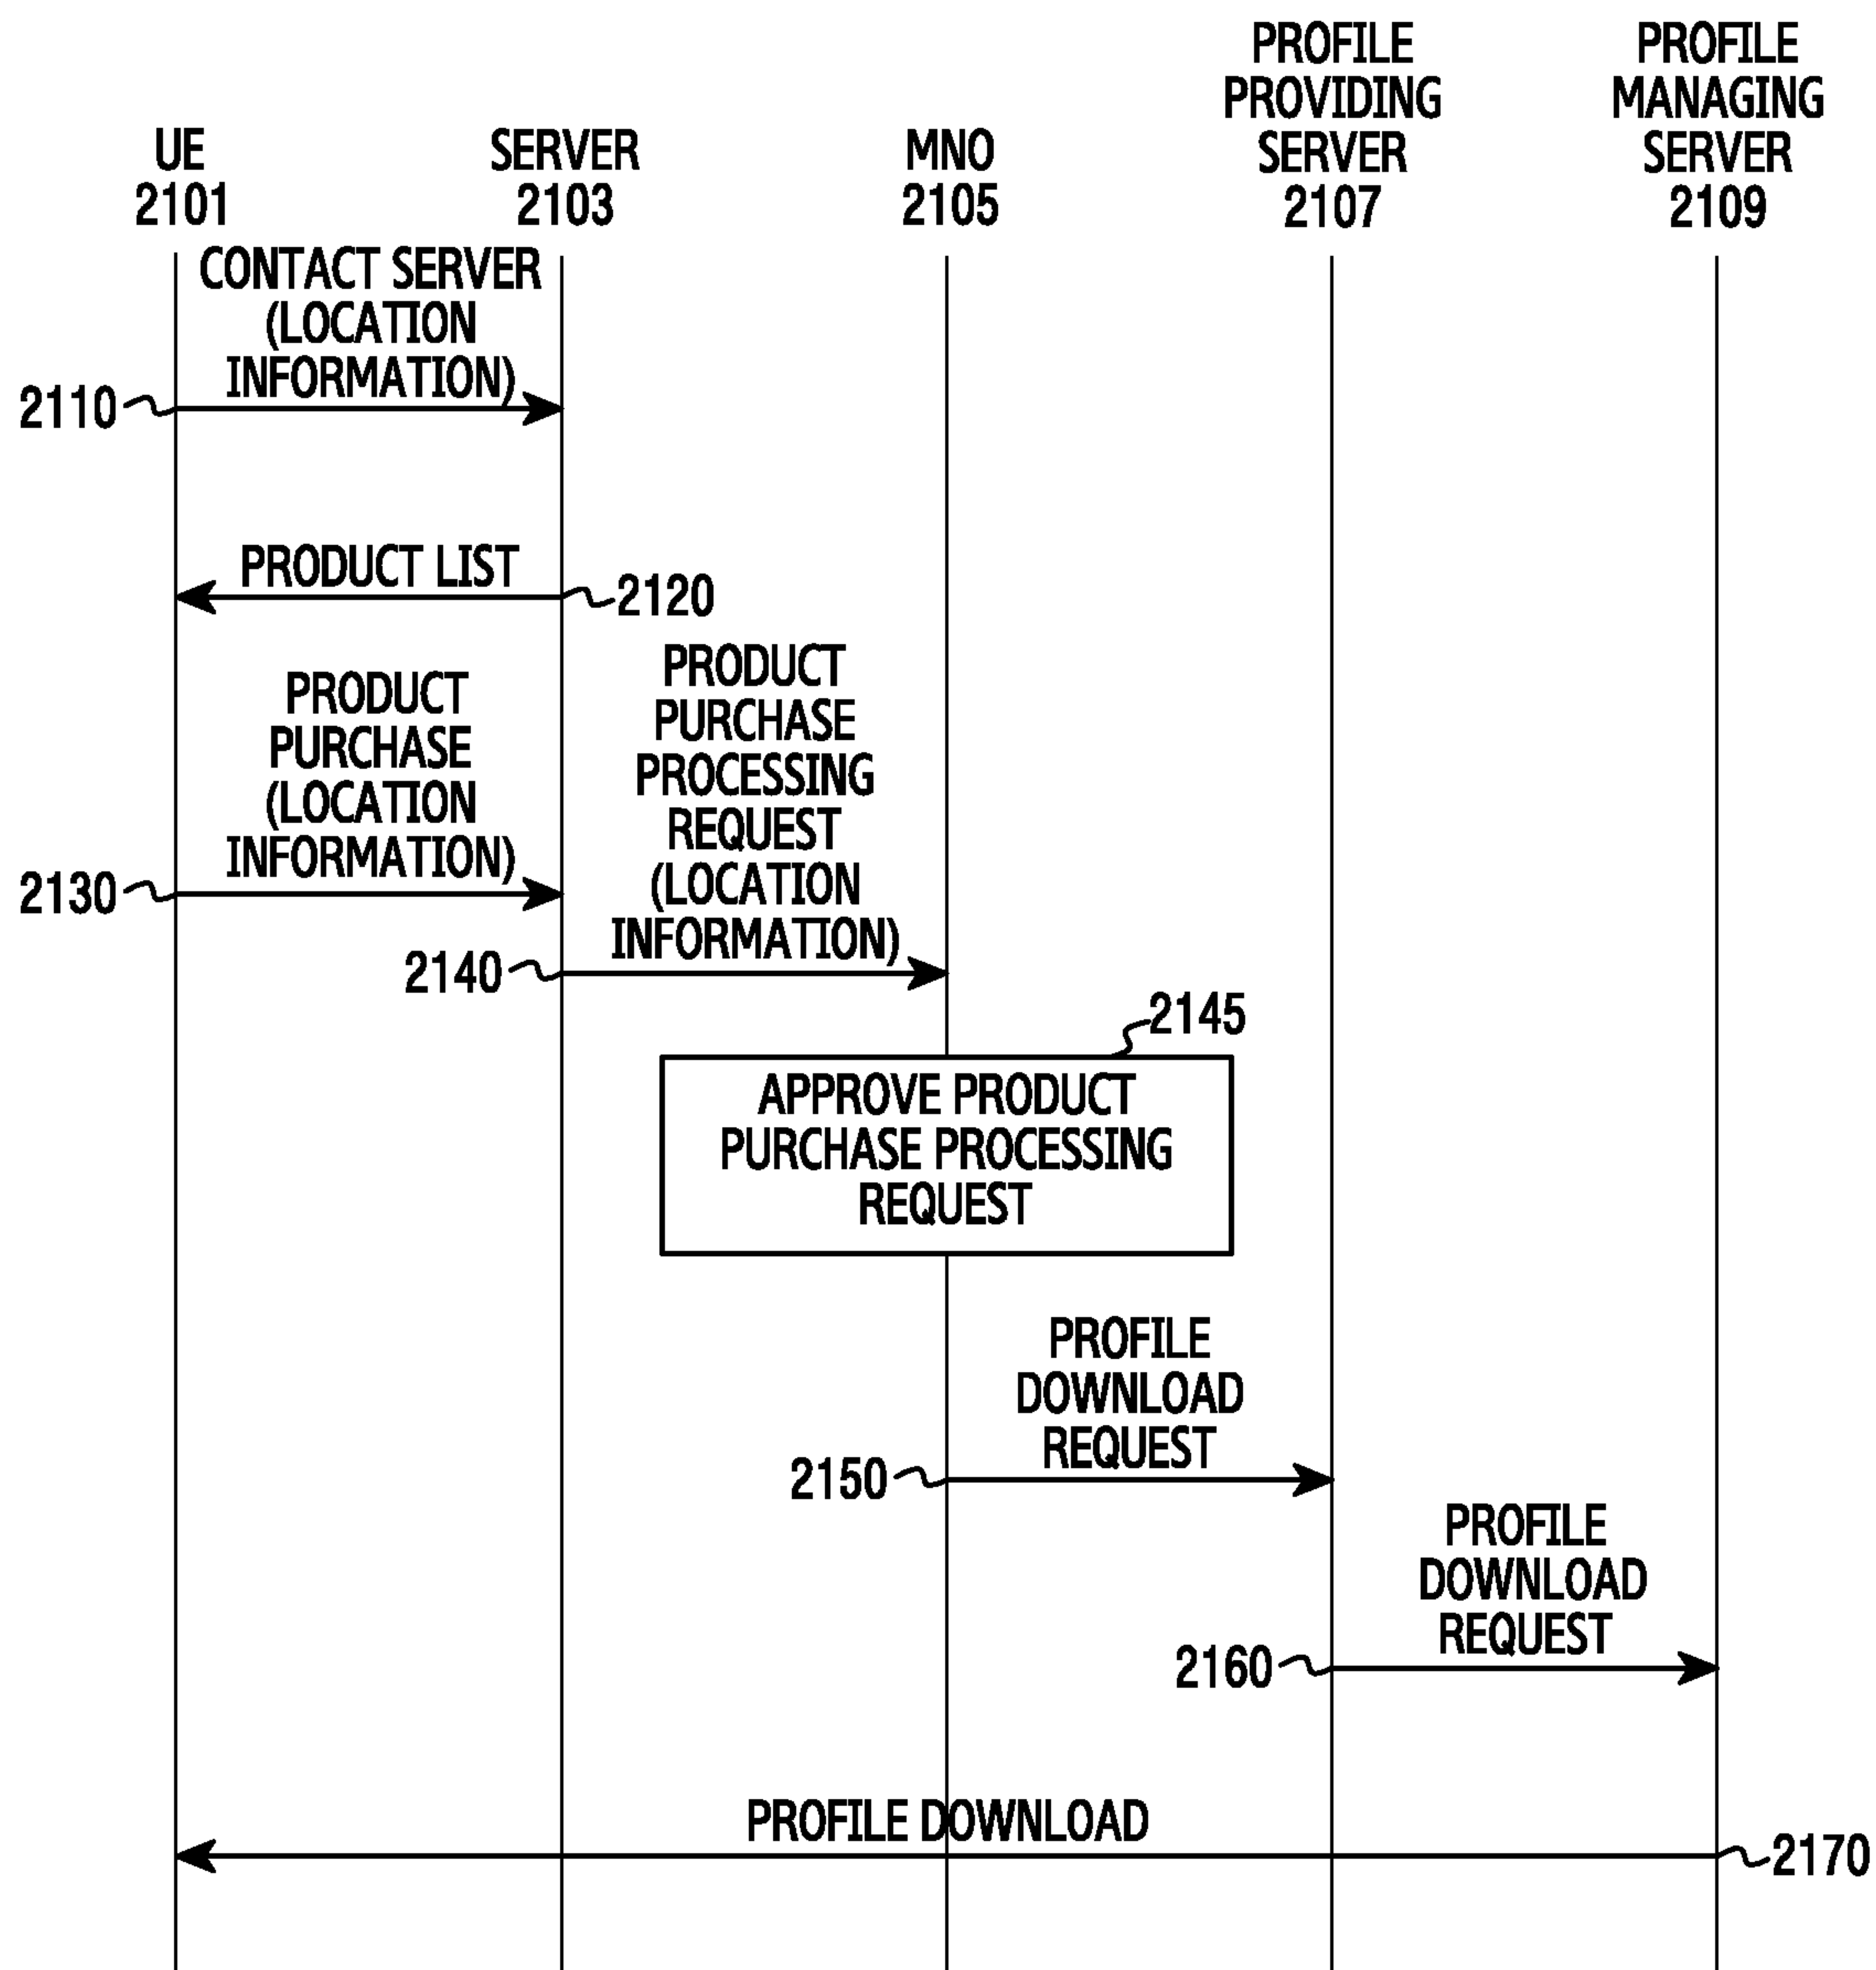 UE
2101
SERVER
2103
MNO
2105
PROFILE
PROVIDING
SERVER
2107
PROFILE
MANAGING
SERVER
2109
CONTACT SERVER
(LOCATION
INFORMATION)
2110
PRODUCT LIST
2120
PRODUCT
PURCHASE
(LOCATION
INFORMATION)
2130
PRODUCT
PURCHASE
PROCESSING
REQUEST
(LOCATION
INFORMATION)
2140
2145
APPROVE PRODUCT
PURCHASE PROCESSING
REQUEST
PROFILE
DOWNLOAD
REQUEST
2150
PROFILE
DOWNLOAD
REQUEST
2160
PROFILE DOWNLOAD
2170